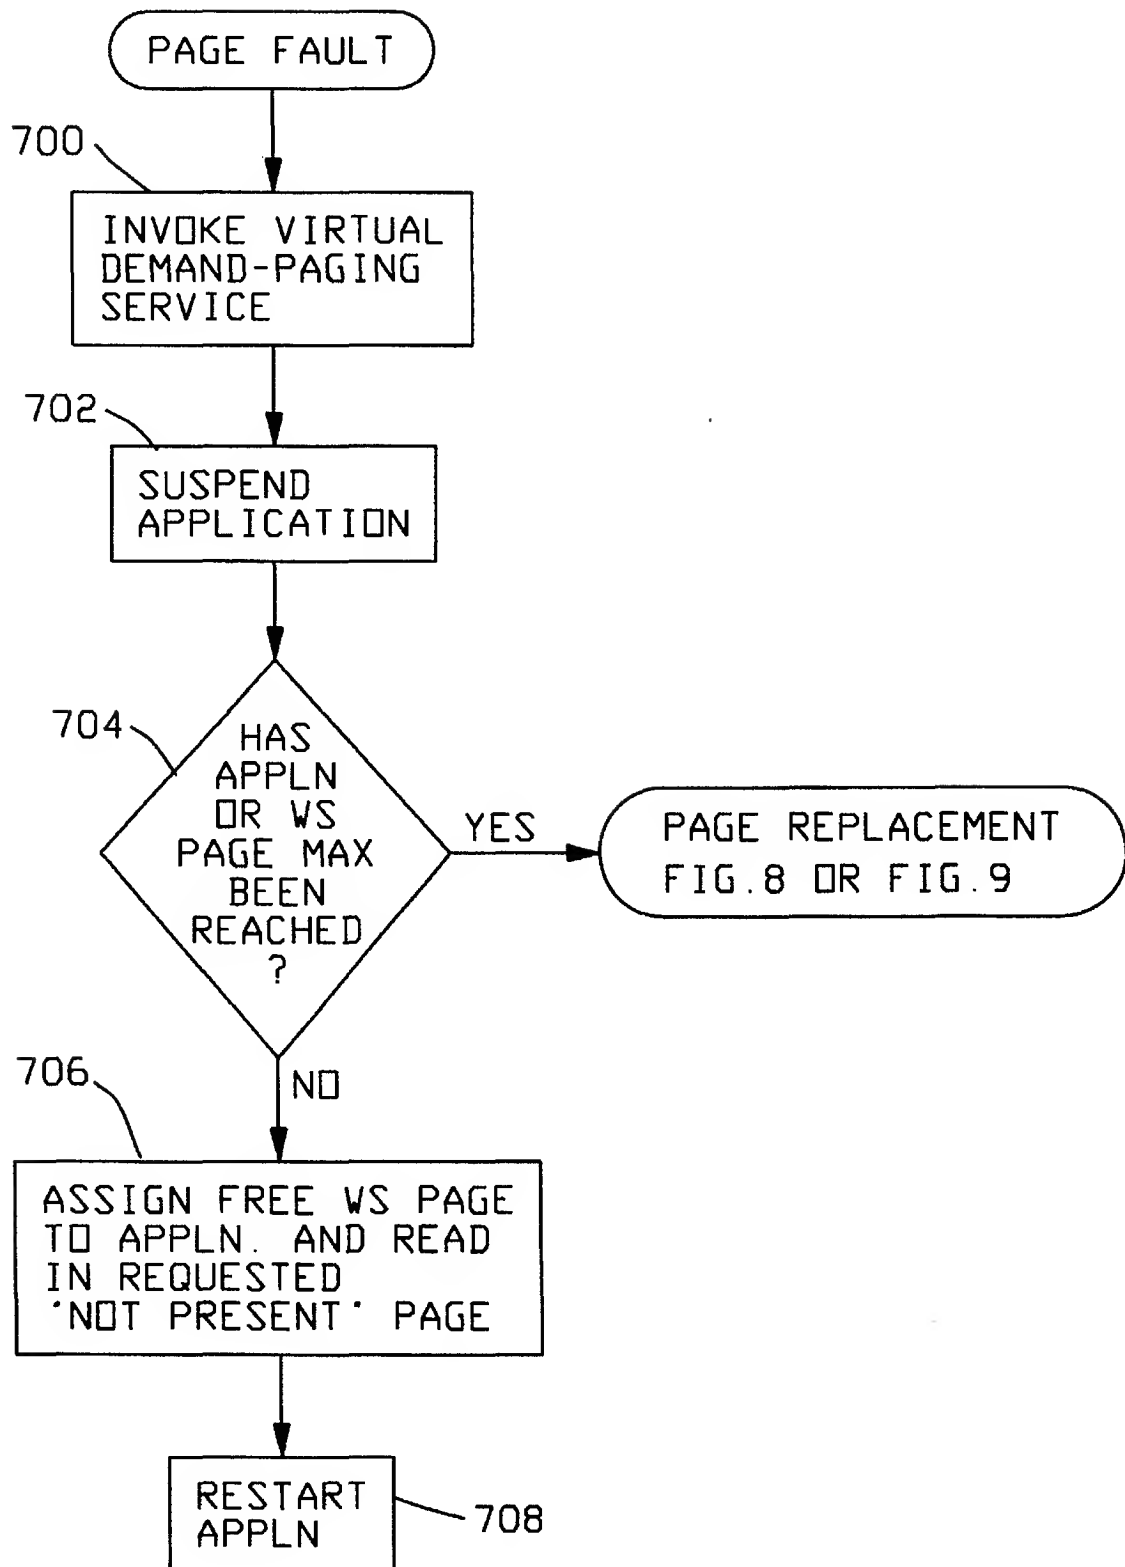 PAGE FAULT
700
INVOKE VIRTUAL
DEMAND-PAGING
SERVICE
702
SUSPEND
APPLICATION
704
HAS
APPLN
OR WS
PAGE MAX
BEEN
REACHED
?
YES
PAGE REPLACEMENT
FIG.8 OR FIG.9
NO
706
ASSIGN FREE WS PAGE
TO APPLN. AND READ
IN REQUESTED
'NOT PRESENT' PAGE
RESTART
APPLN
708